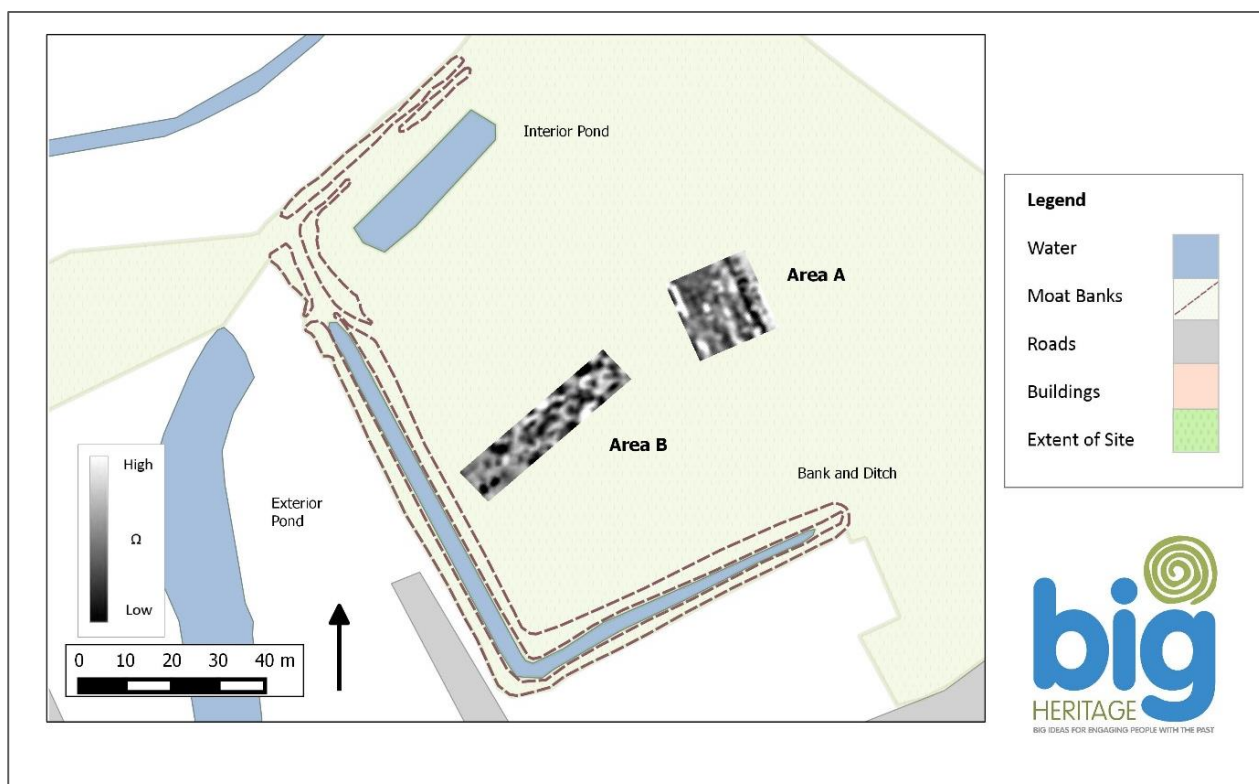 Interior Pond
Area A
Area B
Bank and Ditch
Exterior
Pond
High
Ω
Low
0 10 20 30 40 m
Legend
Water
Moat Banks
Roads
Buildings
Extent of Site
big
HERITAGE
BIG IDEAS FOR ENGAGING PEOPLE WITH THE PAST